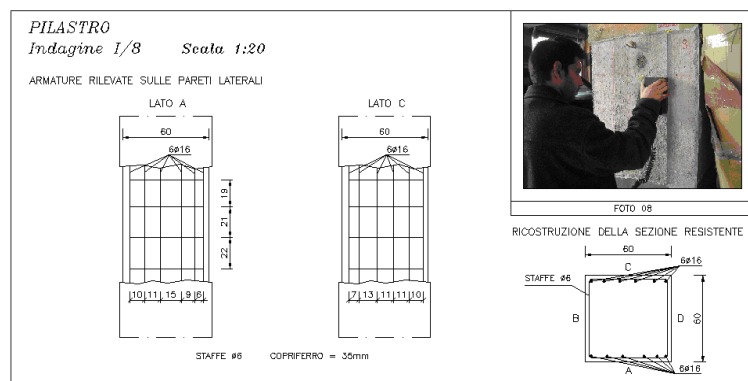 PILASTRO
Indagine I/8 Scala 1:20
ARMATURE RILEVATE SULLE PARETI LATERALI
LATO A
LATO C
60
60
6ø16
6ø16
19
21
22
10 11 15 9 6
7 13 11 11 10
STAFFE ø6 COPRIFERRO = 35mm
FOTO 08
RICOSTRUZIONE DELLA SEZIONE RESISTENTE
60
6ø16
C
STAFFE ø6
B
D
60
A
6ø16